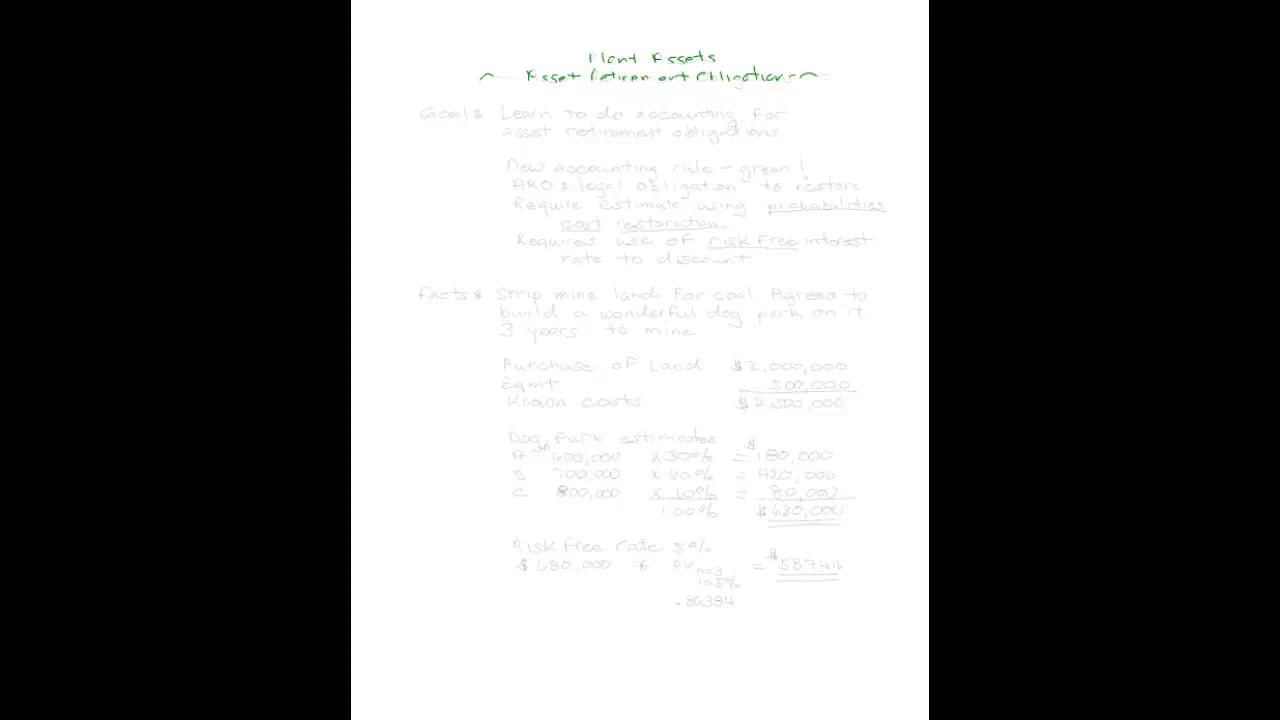 Plant Assets
~ Asset Retirement Obligations ~
Goal: Learn to do accounting for
asset retirement obligations
New accounting rule - green!
ARO: legal obligation to restore
Require estimate using probabilities
cost restoration
Requires use of risk free interest
rate to discount
Facts: Strip mine lands for coal. Agreed to
build a wonderful dog park on it.
3 years to mine
Purchase of Land $2,000,000
Eqmt 500,000
Known costs $2,500,000
Dog Park estimates
A $600,000 x 30% = $180,000
B 700,000 x 60% = 420,000
C 800,000 x 10% = 80,000
100% $680,000
Risk free rate 5%
$680,000 * PV n=3 i=5% = $587,411
.86384